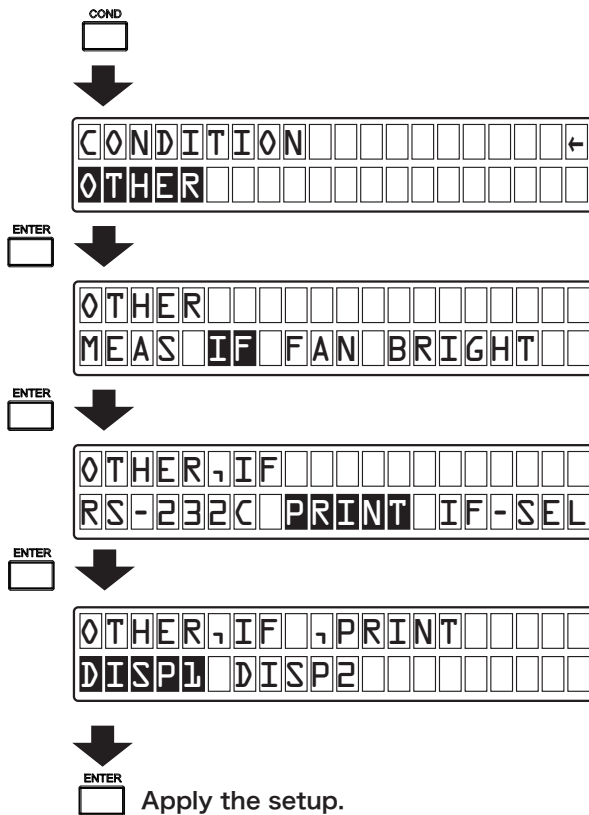 COND
CONDITION ←
OTHER
ENTER
OTHER
MEAS IF FAN BRIGHT
ENTER
OTHER,IF
RS-232C PRINT IF-SEL
ENTER
OTHER,IF ,PRINT
DISP1 DISP2
ENTER
Apply the setup.